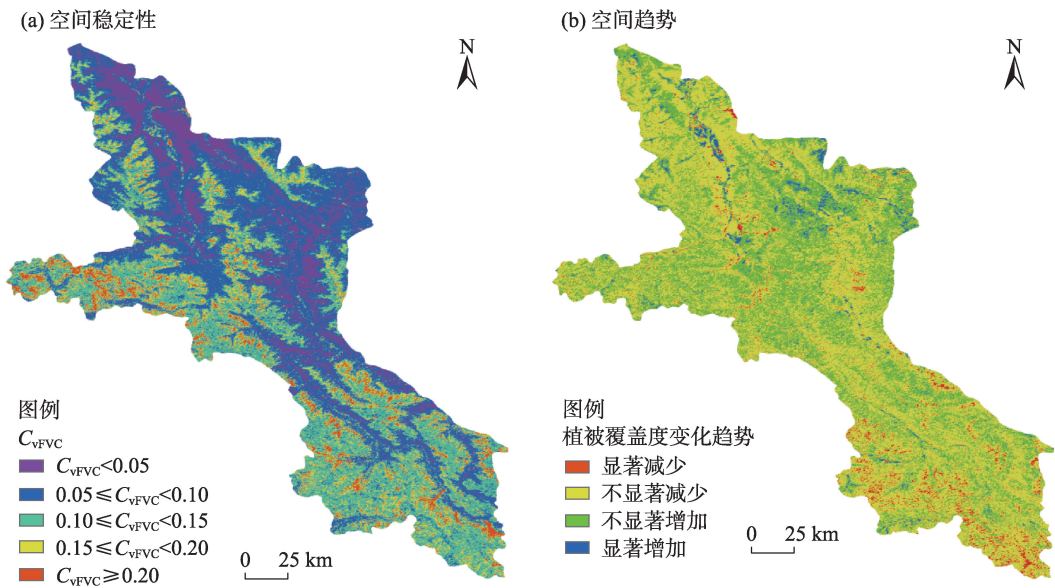 (a) 空间稳定性
N
图例
CvFVC
CvFVC<0.05
0.05≤CvFVC<0.10
0.10≤CvFVC<0.15
0.15≤CvFVC<0.20
CvFVC≥0.20
0 25 km
(b) 空间趋势
N
图例
植被覆盖度变化趋势
显著减少
不显著减少
不显著增加
显著增加
0 25 km